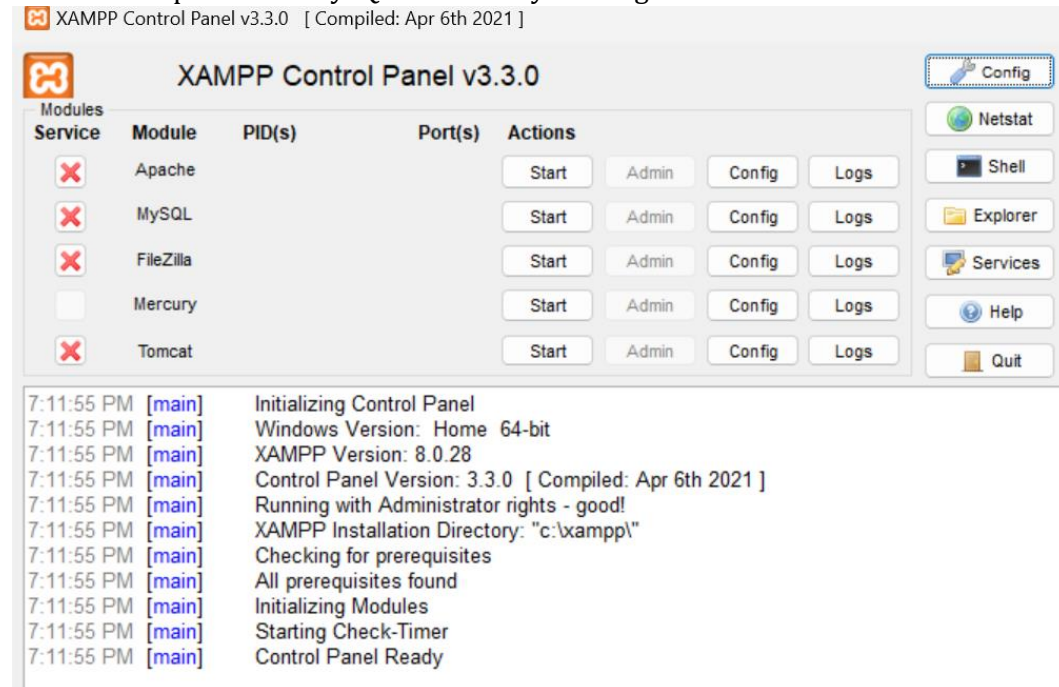 XAMPP Control Panel v3.3.0 [ Compiled: Apr 6th 2021 ]
XAMPP Control Panel v3.3.0
Config
Modules
Service Module PID(s) Port(s) Actions
Netstat
Apache Start Admin Config Logs
Shell
MySQL Start Admin Config Logs
Explorer
FileZilla Start Admin Config Logs
Services
Mercury Start Admin Config Logs
Help
Tomcat Start Admin Config Logs
Quit
7:11:55 PM [main] Initializing Control Panel
7:11:55 PM [main] Windows Version: Home 64-bit
7:11:55 PM [main] XAMPP Version: 8.0.28
7:11:55 PM [main] Control Panel Version: 3.3.0 [ Compiled: Apr 6th 2021 ]
7:11:55 PM [main] Running with Administrator rights - good!
7:11:55 PM [main] XAMPP Installation Directory: "c:\xampp\"
7:11:55 PM [main] Checking for prerequisites
7:11:55 PM [main] All prerequisites found
7:11:55 PM [main] Initializing Modules
7:11:55 PM [main] Starting Check-Timer
7:11:55 PM [main] Control Panel Ready